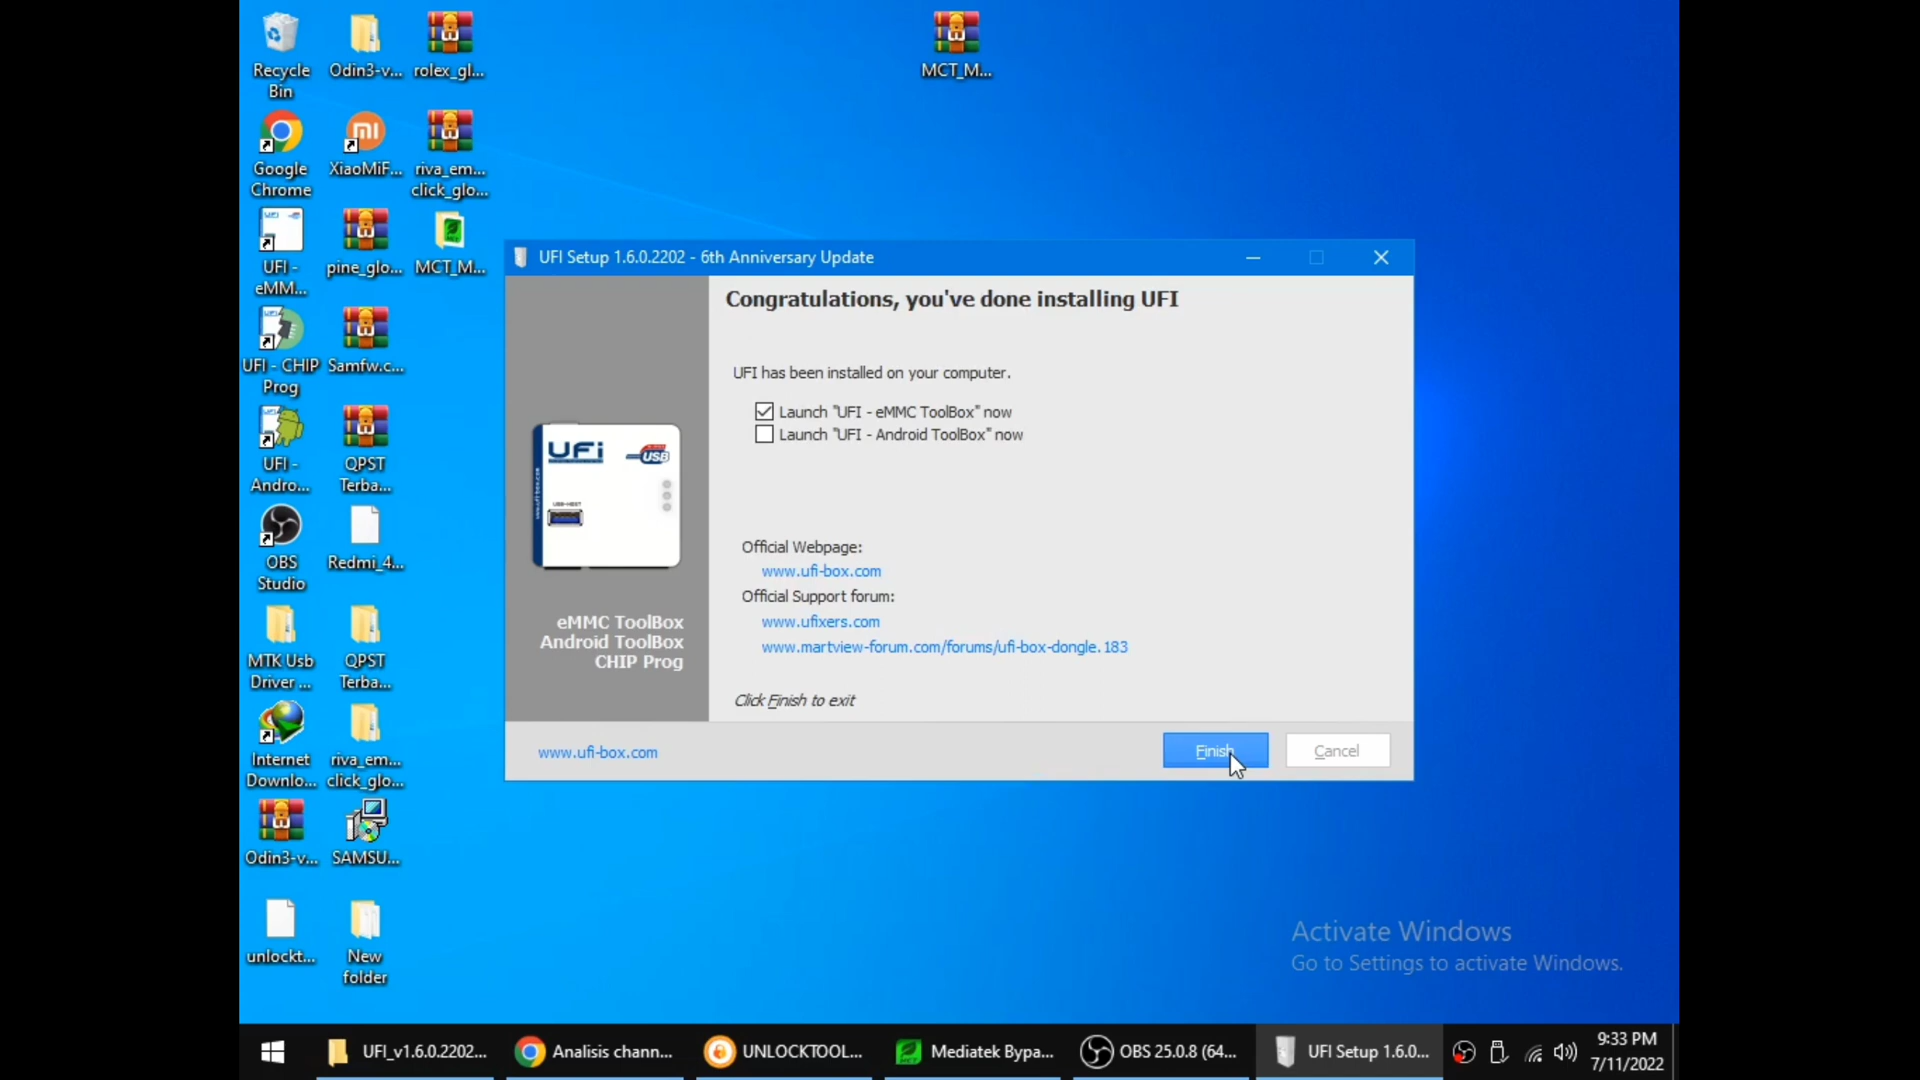 Recycle
Bin
Odin3-v...
rolex_gl...
MCT_M...
Google
Chrome
XiaoMiF...
riva_em...
click_glo...
UFI -
eMM...
pine_glo...
MCT_M...
UFI - CHIP
Prog
Samfw.c...
UFI -
Andro...
QPST
Terba...
OBS
Studio
Redmi_4...
MTK Usb
Driver ...
QPST
Terba...
Internet
Downlo...
riva_em...
click_glo...
Odin3-v...
SAMSU...
unlockt...
New
folder
UFI Setup 1.6.0.2202 - 6th Anniversary Update
Congratulations, you've done installing UFI
UFI has been installed on your computer.
Launch "UFI - eMMC ToolBox" now
Launch "UFI - Android ToolBox" now
UFi
USB
USB-HOST
eMMC ToolBox
Android ToolBox
CHIP Prog
Official Webpage:
www.ufi-box.com
Official Support forum:
www.ufixers.com
www.martview-forum.com/forums/ufi-box-dongle.183
Click Finish to exit
www.ufi-box.com
Finish
Cancel
Activate Windows
Go to Settings to activate Windows.
UFI_v1.6.0.2202...
Analisis chann...
UNLOCKTOOL...
Mediatek Bypa...
OBS 25.0.8 (64...
UFI Setup 1.6.0...
9:33 PM
7/11/2022